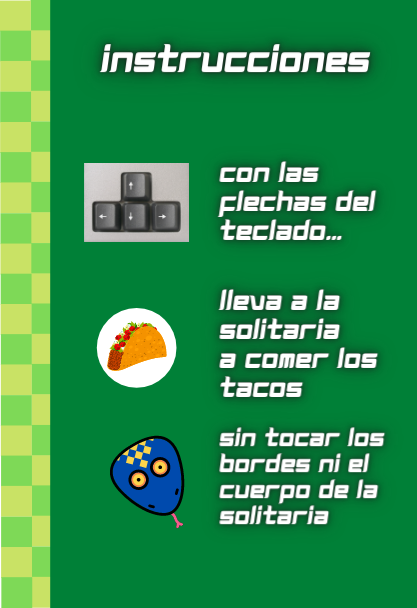 instrucciones
con las
flechas del
teclado...
lleva a la
solitaria
a comer los
tacos
sin tocar los
bordes ni el
cuerpo de la
solitaria